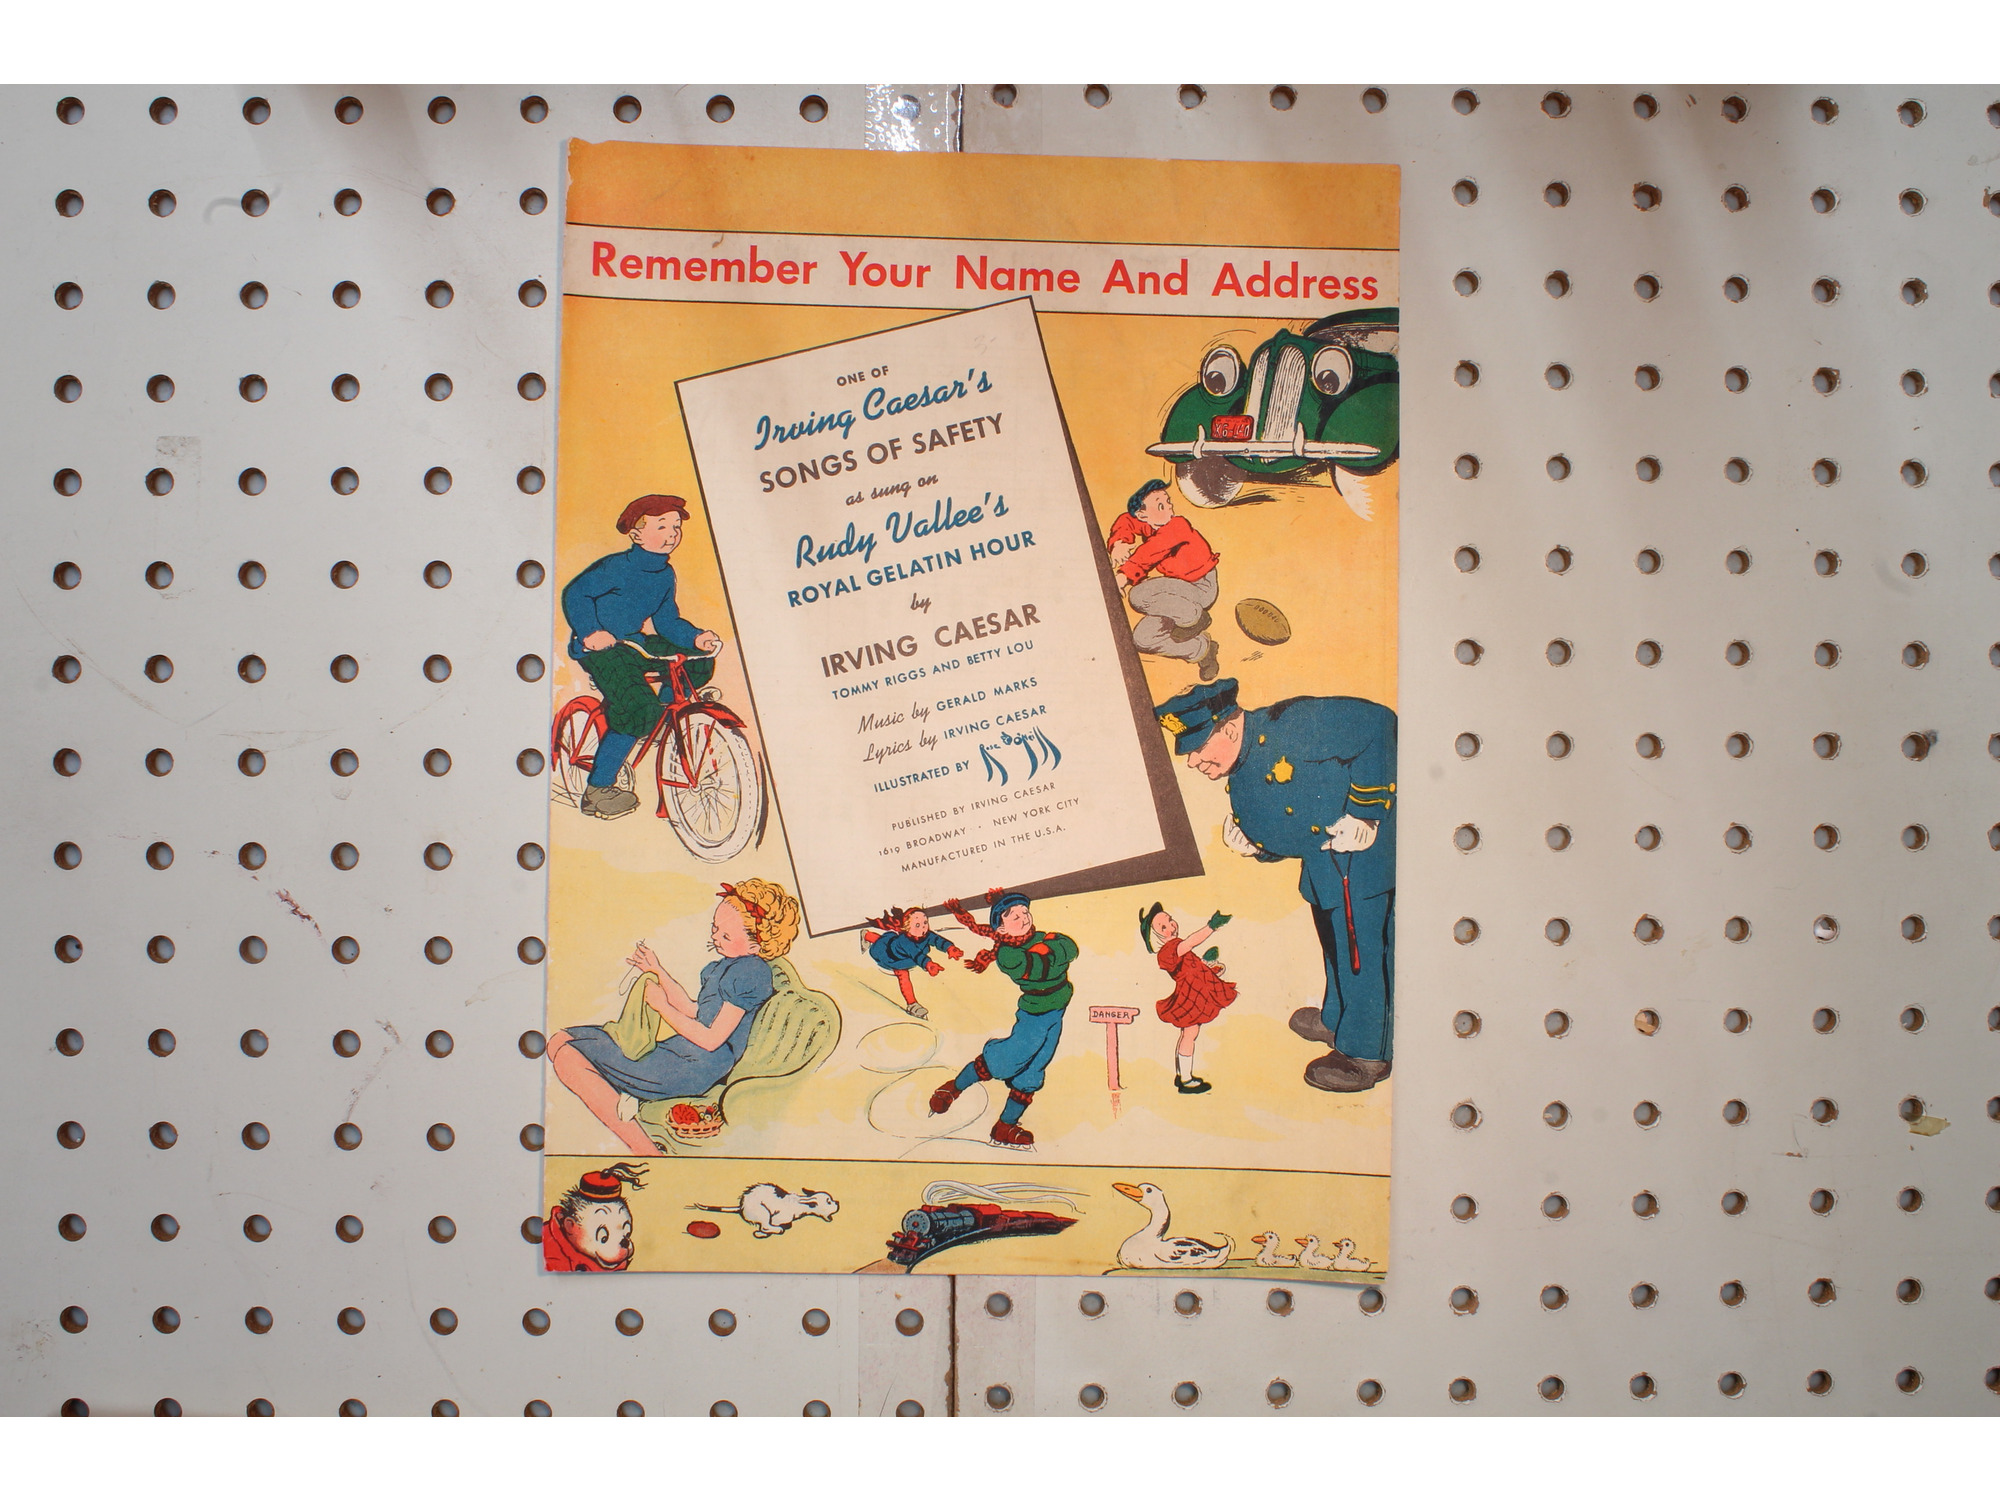 Remember Your Name And Address
ONE OF
Irving Caesar's
SONGS OF SAFETY
as sung on
Rudy Vallee's
ROYAL GELATIN HOUR
by
IRVING CAESAR
TOMMY RIGGS AND BETTY LOU
Music by GERALD MARKS
Lyrics by IRVING CAESAR
ILLUSTRATED BY Rose O'Neill
PUBLISHED BY IRVING CAESAR
1619 BROADWAY · NEW YORK CITY
MANUFACTURED IN THE U.S.A.
DANGER